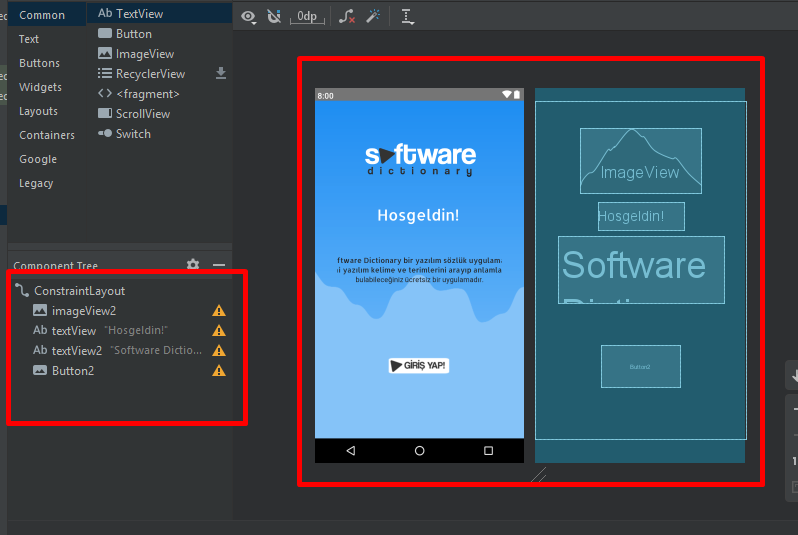 Common
Text
Buttons
Widgets
Layouts
Containers
Google
Legacy
Ab TextView
Button
ImageView
RecyclerView
<fragment>
ScrollView
Switch
0dp
Component Tree
ConstraintLayout
imageView2
Ab textView "Hosgeldin!"
Ab textView2 "Software Dictio...
Button2
8:00
software
dictionary
Hosgeldin!
ftware Dictionary bir yazılım sözlük uygulam
i yazılım kelime ve terimlerini arayıp anlamla
bulabileceğiniz ücretsiz bir uygulamadır.
GİRİŞ YAP!
ImageView
Hosgeldin!
Software
Button2